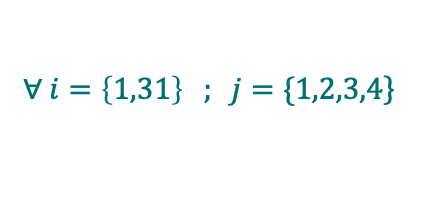 ∀ i = {1,31} ; j = {1,2,3,4}